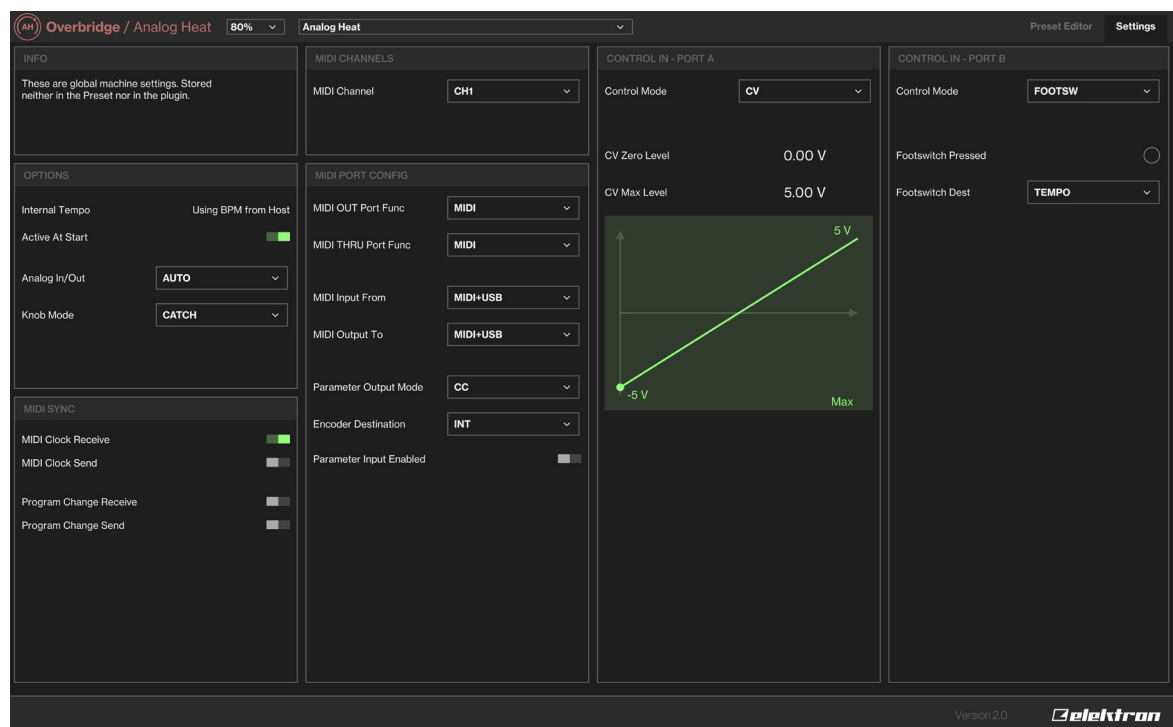 AH Overbridge / Analog Heat 80% Analog Heat Preset Editor Settings
INFO
These are global machine settings. Stored
neither in the Preset nor in the plugin.
OPTIONS
Internal Tempo Using BPM from Host
Active At Start
Analog In/Out AUTO
Knob Mode CATCH
MIDI SYNC
MIDI Clock Receive
MIDI Clock Send
Program Change Receive
Program Change Send
MIDI CHANNELS
MIDI Channel CH1
MIDI PORT CONFIG
MIDI OUT Port Func MIDI
MIDI THRU Port Func MIDI
MIDI Input From MIDI+USB
MIDI Output To MIDI+USB
Parameter Output Mode CC
Encoder Destination INT
Parameter Input Enabled
CONTROL IN - PORT A
Control Mode CV
CV Zero Level 0.00 V
CV Max Level 5.00 V
5 V
-5 V
Max
CONTROL IN - PORT B
Control Mode FOOTSW
Footswitch Pressed
Footswitch Dest TEMPO
Version 2.0 elektron